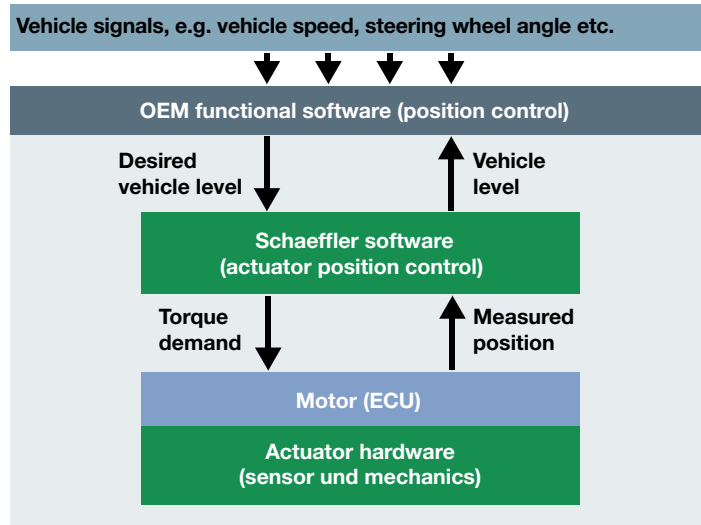 Vehicle signals, e.g. vehicle speed, steering wheel angle etc.
OEM functional software (position control)
Desired
vehicle level
Vehicle
level
Schaeffler software
(actuator position control)
Torque
demand
Measured
position
Motor (ECU)
Actuator hardware
(sensor und mechanics)